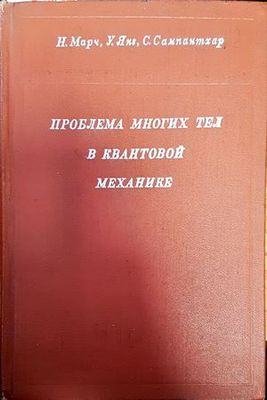 Н. Марч, У. Янг, С. Сампантхар
ПРОБЛЕМА МНОГИХ ТЕЛ
В КВАНТОВОЙ
МЕХАНИКЕ